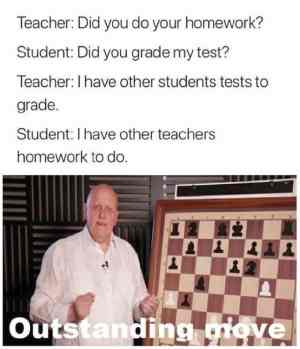 Teacher: Did you do your homework?
Student: Did you grade my test?
Teacher: I have other students tests to
grade.
Student: I have other teachers
homework to do.
Outstanding move